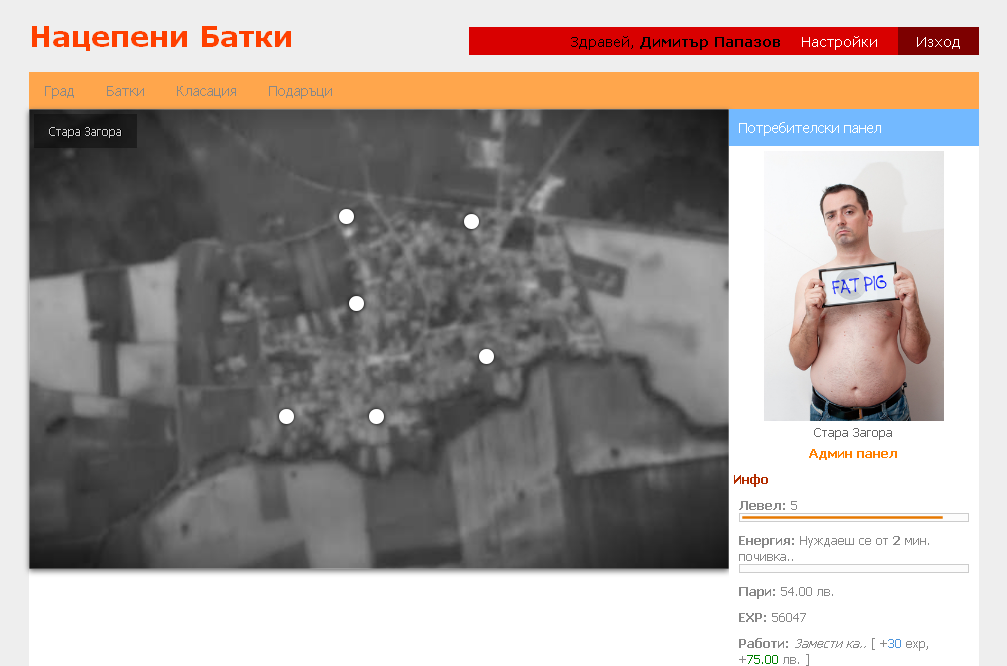 Нацепени Батки
Здравей, Димитър Папазов Настройки Изход
Град Батки Класация Подаръци
Стара Загора
Потребителски панел
FAT PIG
Стара Загора
Админ панел
Инфо
Левел: 5
Енергия: Нуждаеш се от 2 мин.
почивка..
Пари: 54.00 лв.
EXP: 56047
Работи: Замести ка.. [ +30 exp,
+75.00 лв. ]